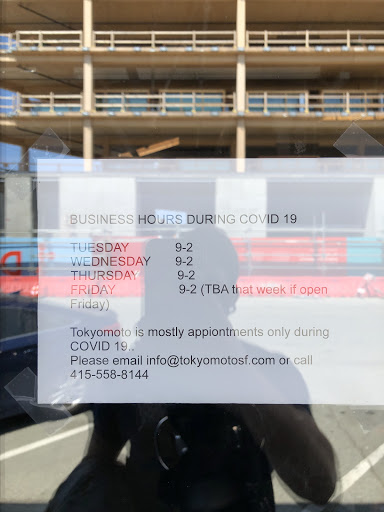 BUSINESS HOURS DURING COVID 19
TUESDAY 9-2
WEDNESDAY 9-2
THURSDAY 9-2
FRIDAY 9-2 (TBA that week if open
Friday)
Tokyomoto is mostly appiontments only during
COVID 19..
Please email info@tokyomotosf.com or call
415-558-8144